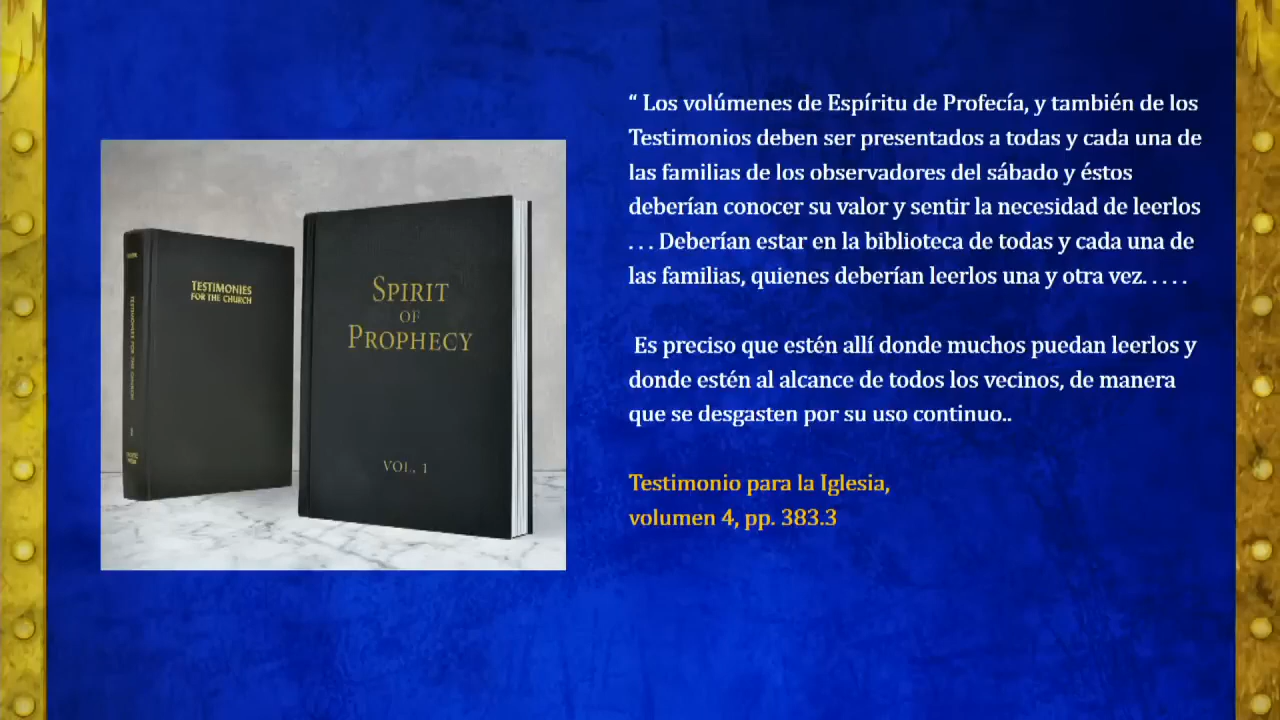 TESTIMONIES
FOR THE CHURCH
TESTIMONIES FOR THE CHURCH
1
SPIRIT
OF
PROPHECY
VOL. 1
“ Los volúmenes de Espíritu de Profecía, y también de los
Testimonios deben ser presentados a todas y cada una de
las familias de los observadores del sábado y éstos
deberían conocer su valor y sentir la necesidad de leerlos
. . . Deberían estar en la biblioteca de todas y cada una de
las familias, quienes deberían leerlos una y otra vez. . . . .
Es preciso que estén allí donde muchos puedan leerlos y
donde estén al alcance de todos los vecinos, de manera
que se desgasten por su uso continuo..
Testimonio para la Iglesia,
volumen 4, pp. 383.3